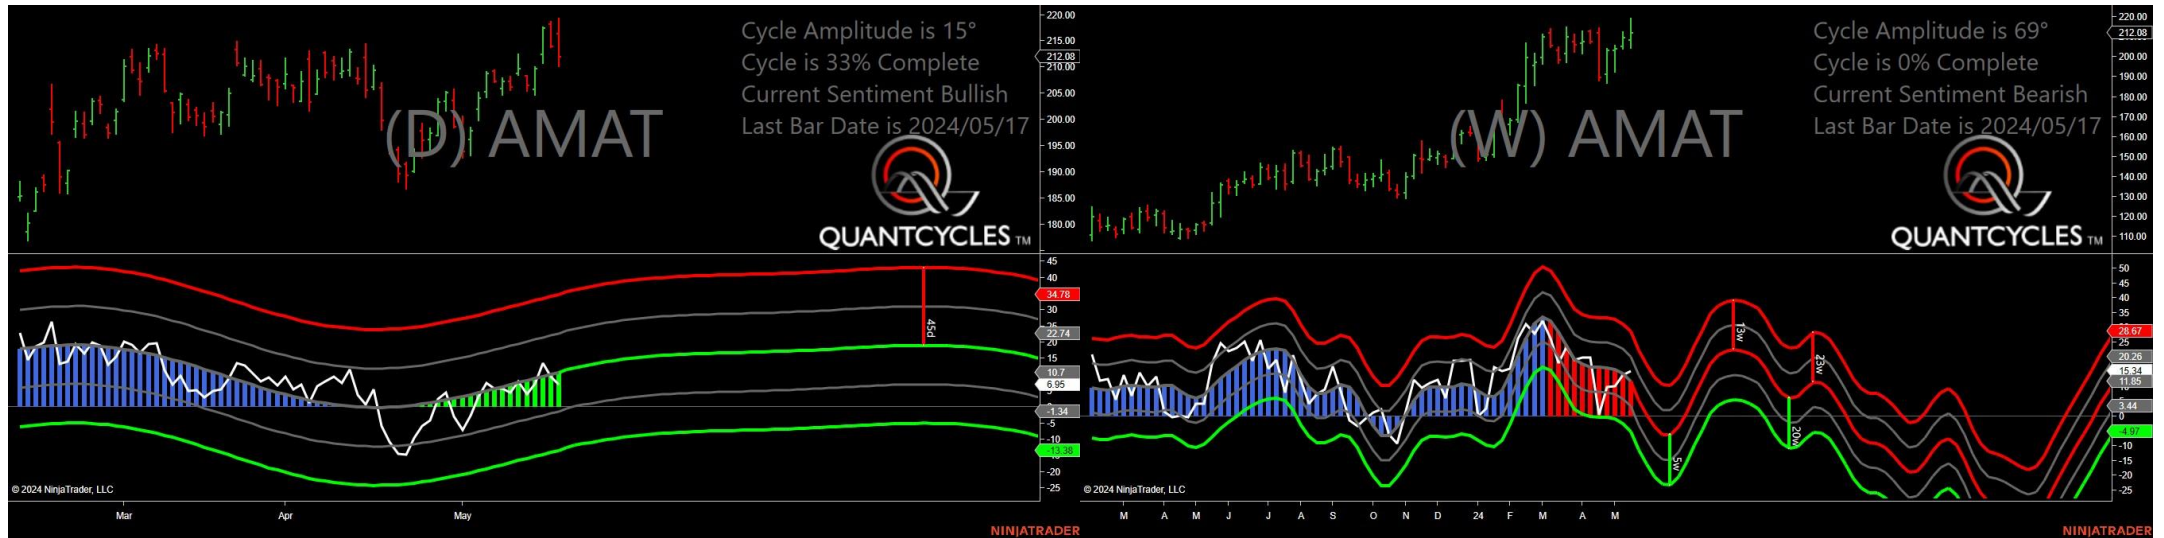 Cycle Amplitude is 15°
Cycle is 33% Complete
Current Sentiment Bullish
Last Bar Date is 2024/05/17
(D) AMAT
QUANTCYCLES TM
220.00
215.00
212.08
210.00
205.00
200.00
195.00
190.00
185.00
180.00
45
40
34.78
30
25
22.74
20
15
10.7
6.95
-1.34
-5
-10
-13.38
-20
-25
45d
© 2024 NinjaTrader, LLC
Mar Apr May
NINJATRADER
Cycle Amplitude is 69°
Cycle is 0% Complete
Current Sentiment Bearish
Last Bar Date is 2024/05/17
(W) AMAT
QUANTCYCLES TM
220.00
212.08
200.00
190.00
180.00
170.00
160.00
150.00
140.00
130.00
120.00
110.00
50
45
40
35
28.67
25
20.26
15.34
11.85
3.44
0
-4.97
-10
-15
-20
-25
13w
23w
20w
5w
© 2024 NinjaTrader, LLC
M A M J J A S O N D 24 F M A M
NINJATRADER